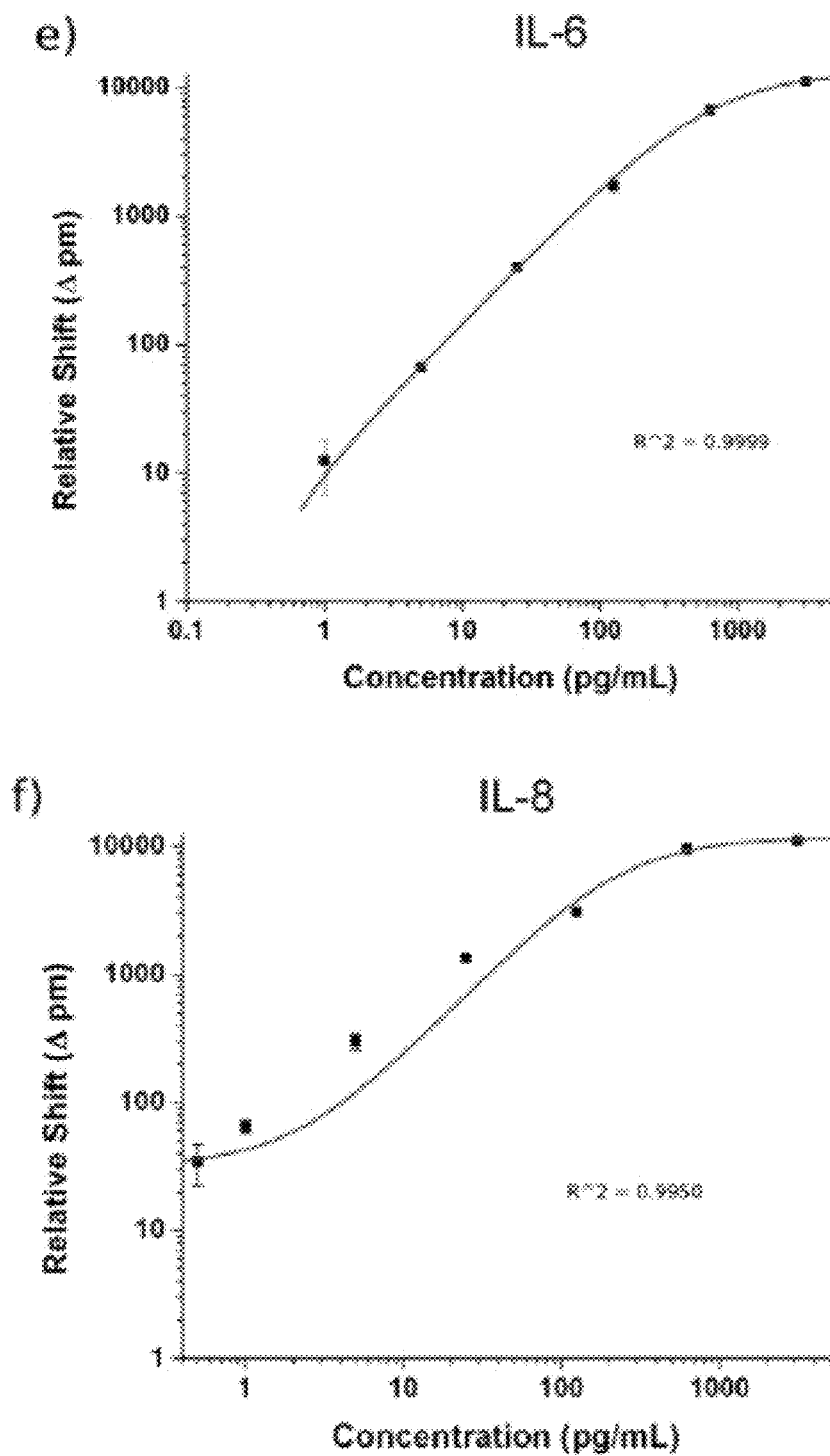 e)
IL-6
10000
1000
100
10
1
Relative Shift (Δ pm)
R^2 = 0.9999
0.1 1 10 100 1000
Concentration (pg/mL)
f)
IL-8
10000
1000
100
10
1
Relative Shift (Δ pm)
R^2 = 0.9950
1 10 100 1000
Concentration (pg/mL)